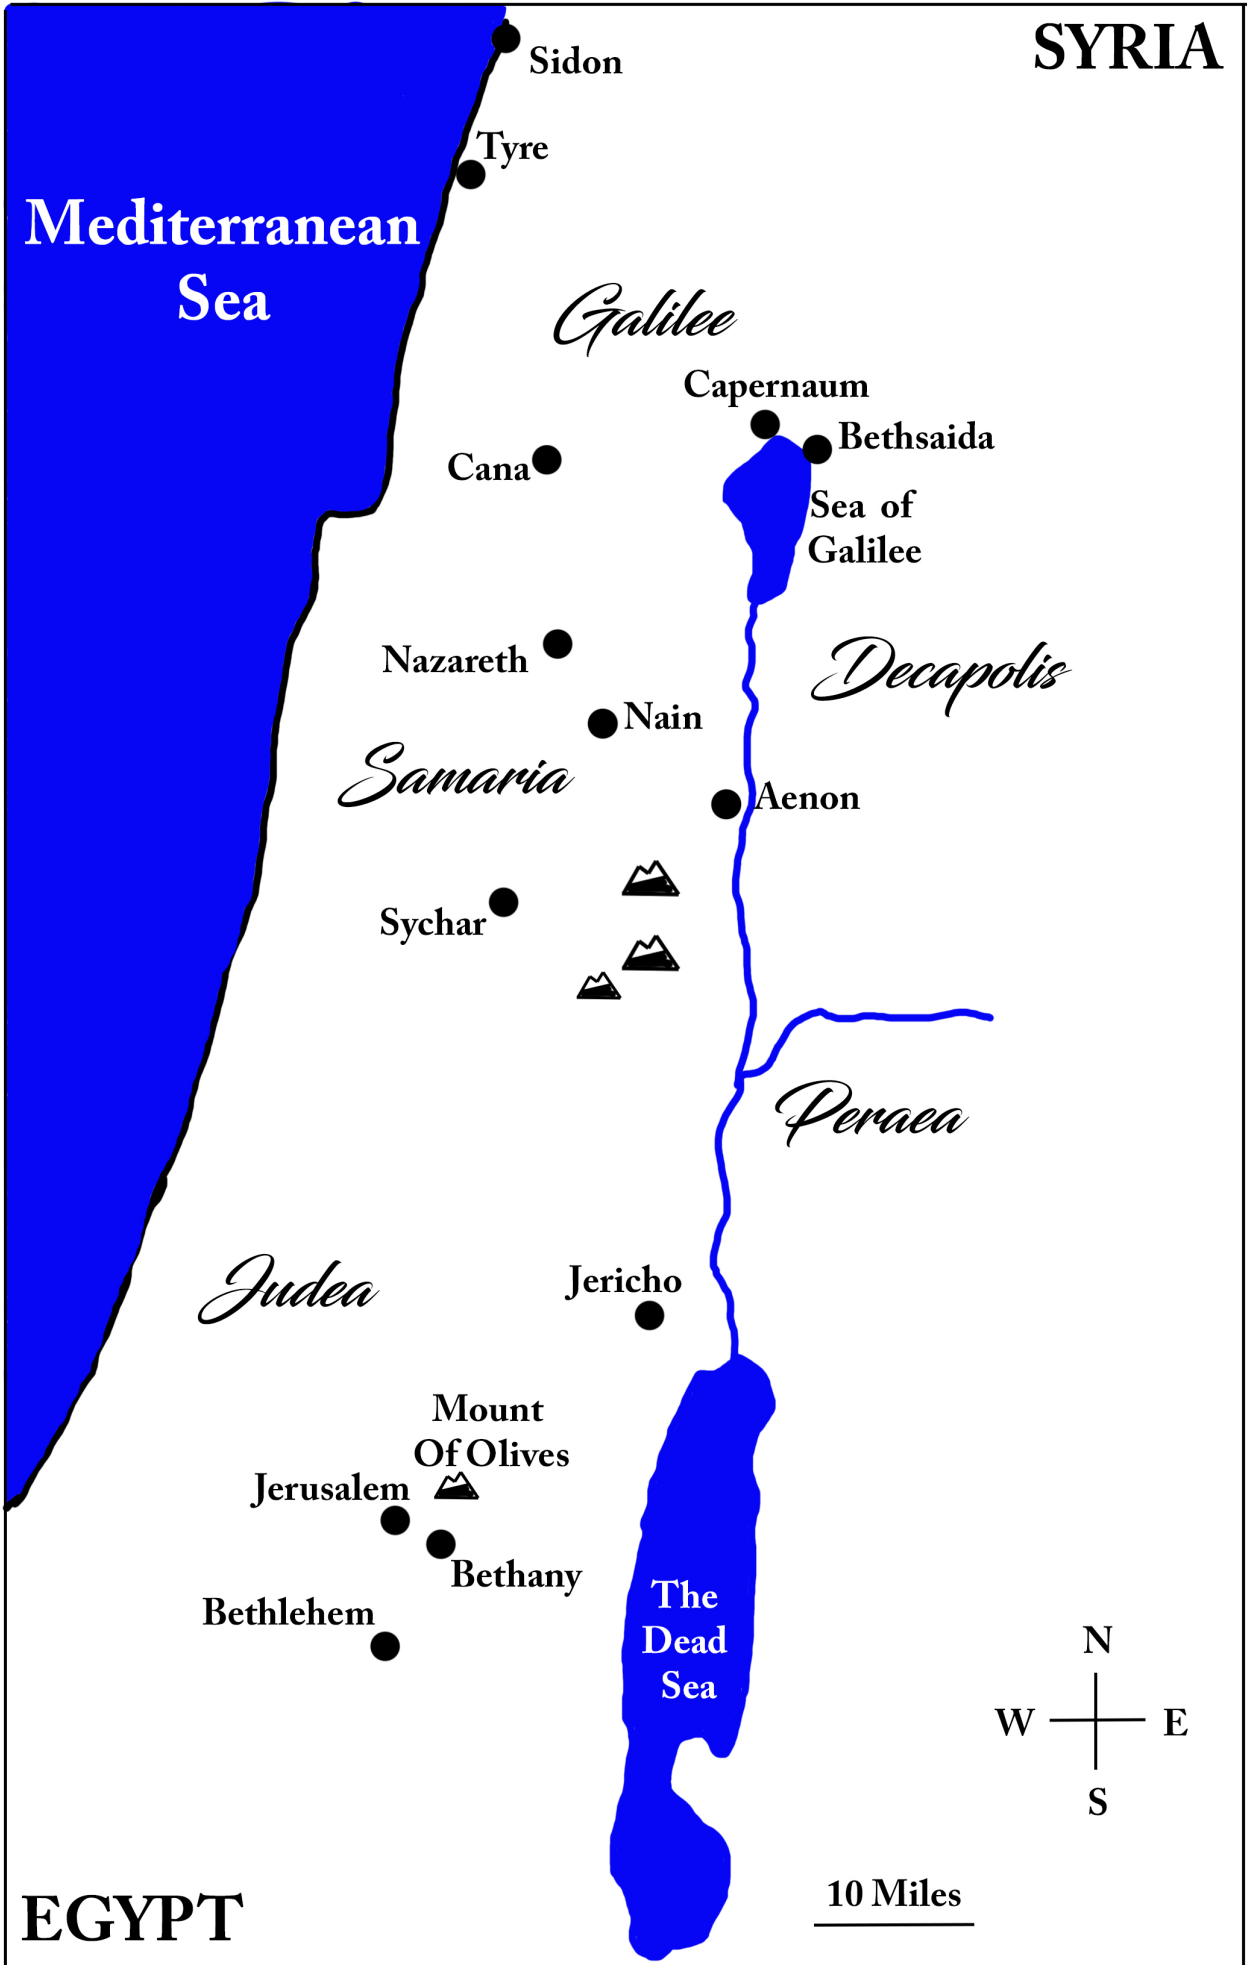 SYRIA
Sidon
Tyre
Mediterranean
Sea
Galilee
Capernaum
Bethsaida
Cana
Sea of
Galilee
Nazareth
Decapolis
Nain
Samaria
Aenon
Sychar
Peraea
Judea
Jericho
Mount
Of Olives
Jerusalem
Bethany
Bethlehem
The
Dead
Sea
N
W
E
S
10 Miles
EGYPT